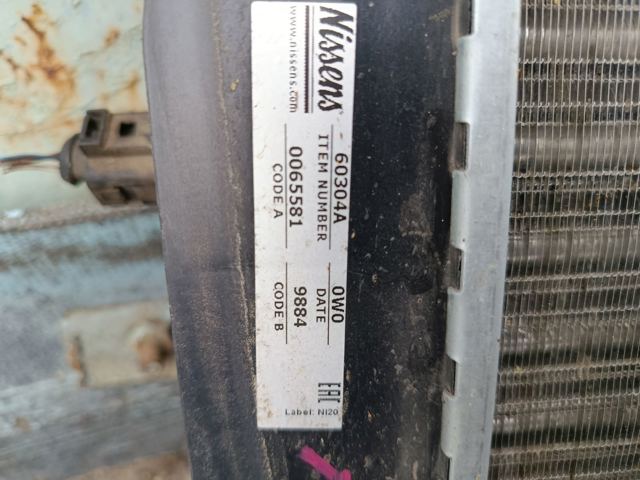 Nissens
www.nissens.com
60304A
ITEM NUMBER
0W0
DATE
0065581
CODE A
9884
CODE B
EAC
Label: NI20